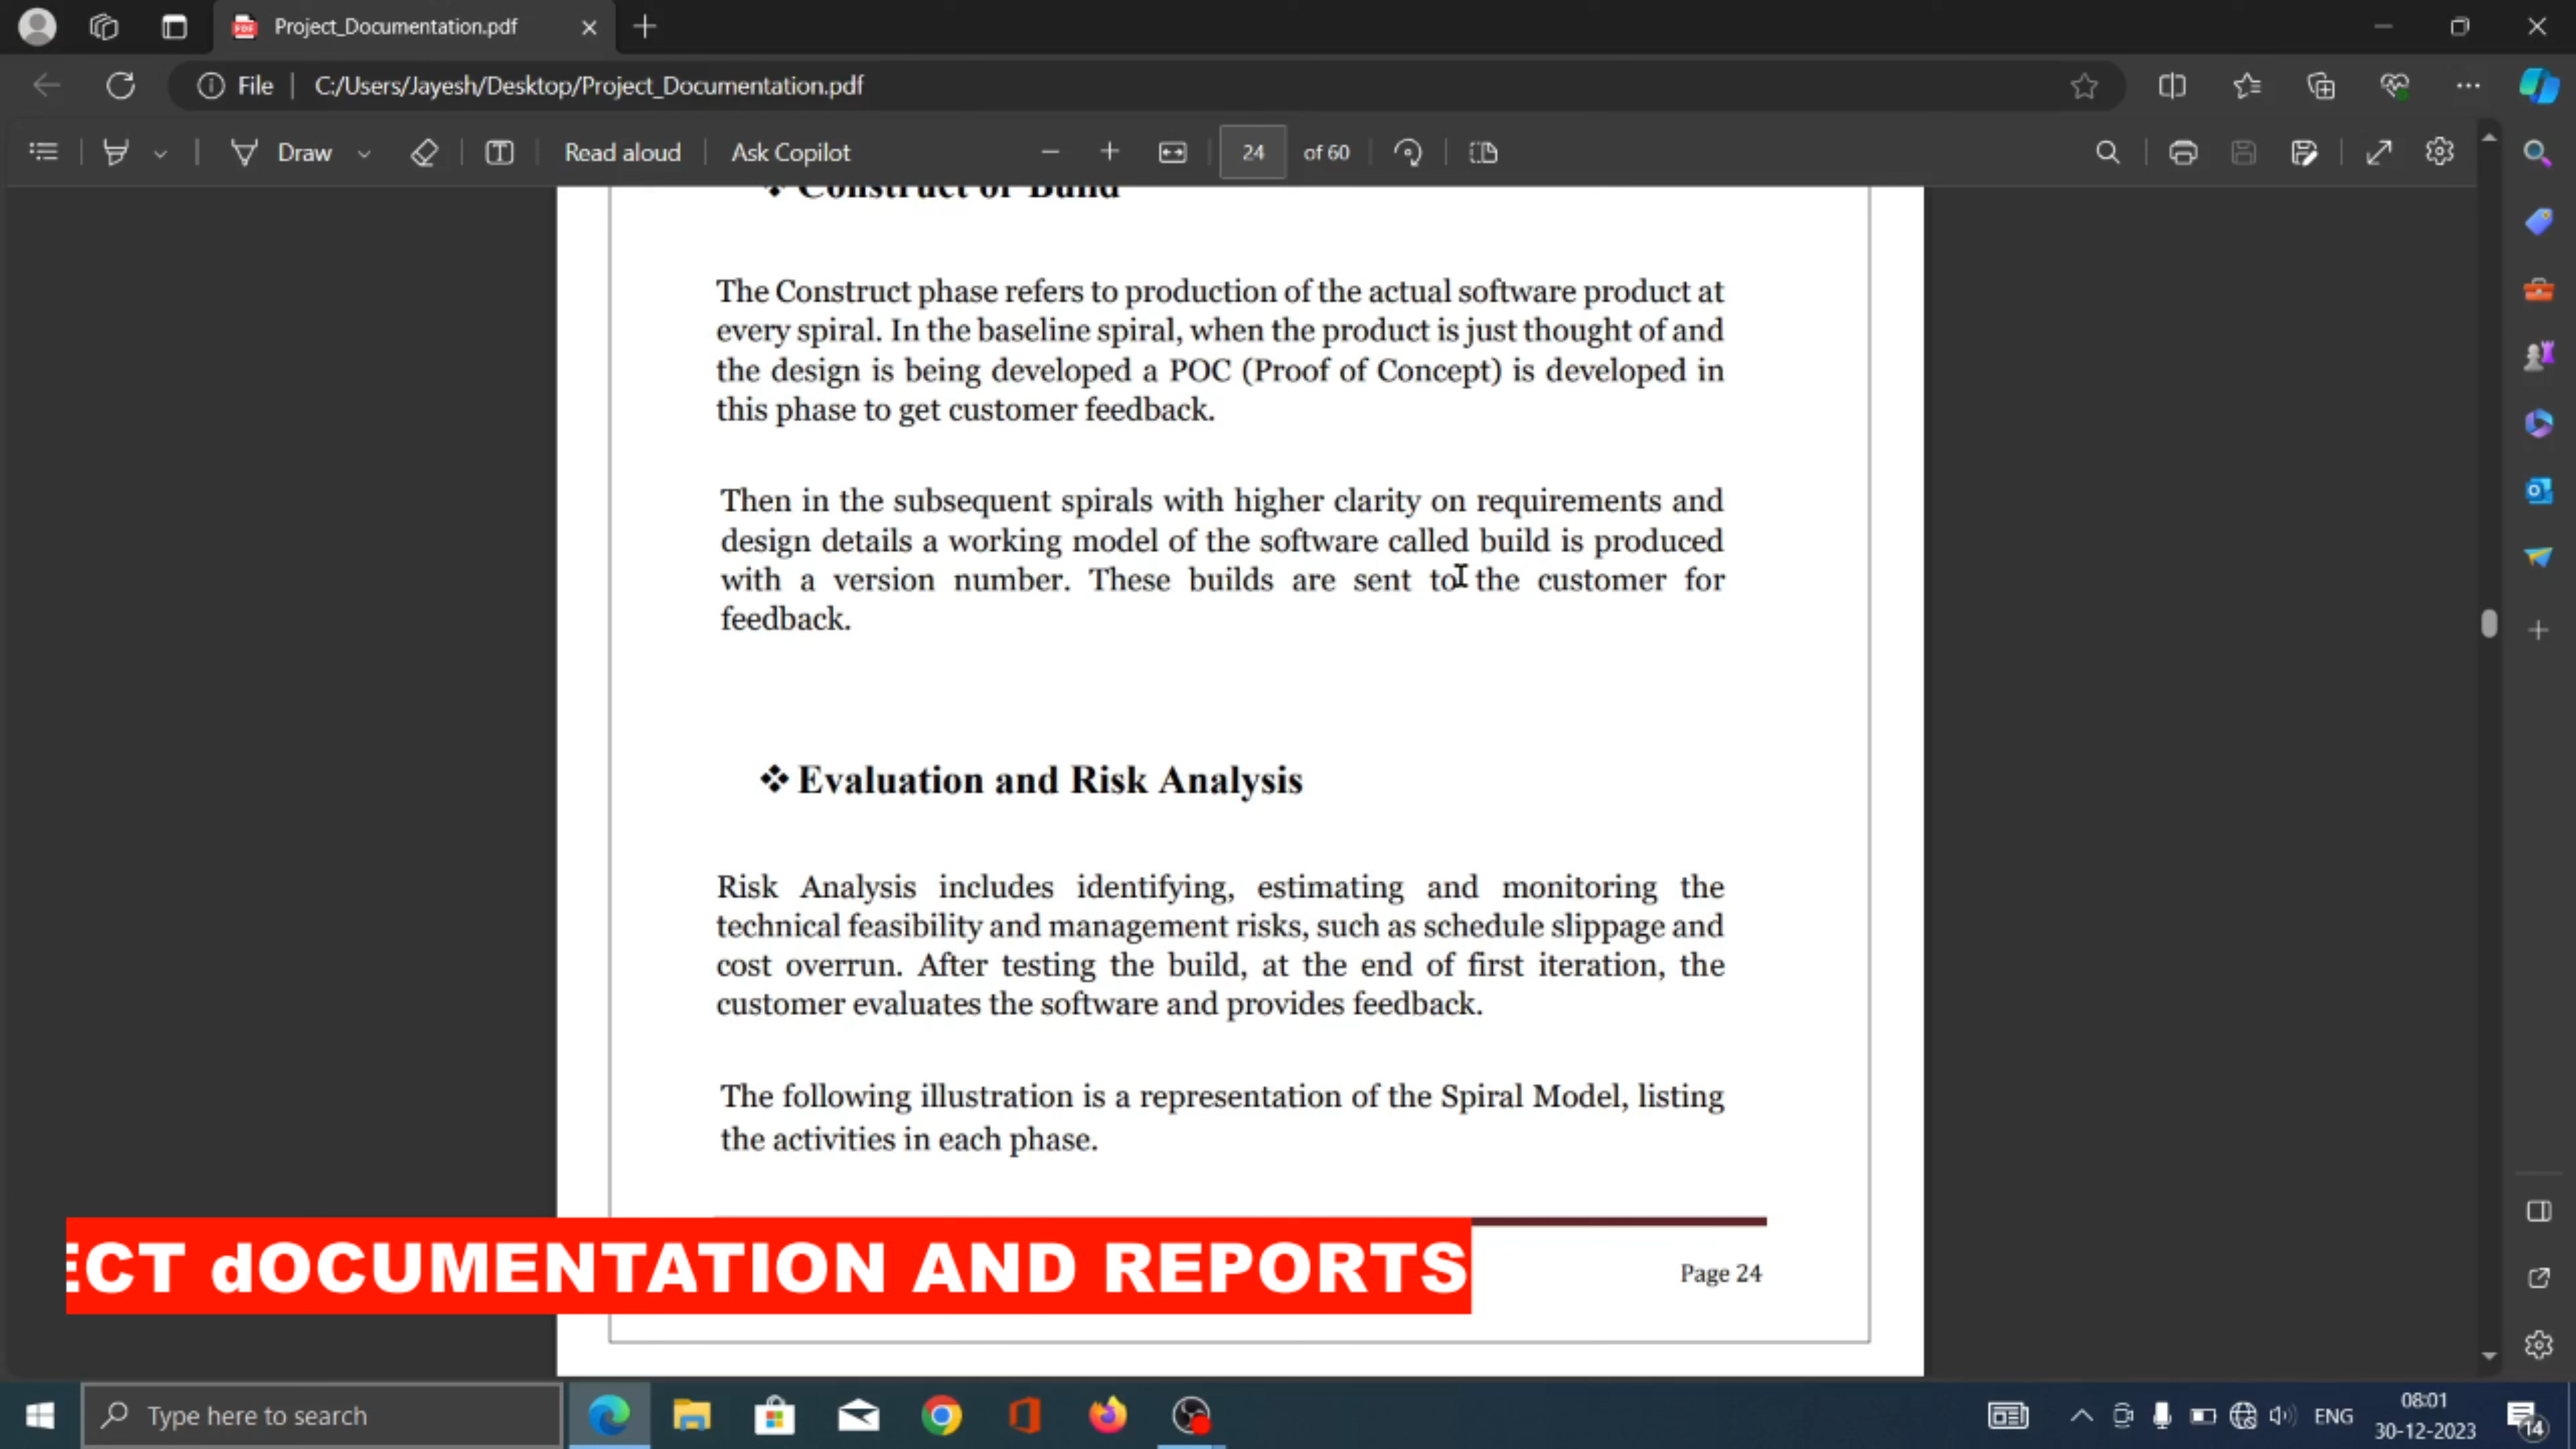 Project_Documentation.pdf
File
C:/Users/Jayesh/Desktop/Project_Documentation.pdf
Draw
Read aloud
Ask Copilot
24 of 60
Construct or Build
The Construct phase refers to production of the actual software product at
every spiral. In the baseline spiral, when the product is just thought of and
the design is being developed a POC (Proof of Concept) is developed in
this phase to get customer feedback.
Then in the subsequent spirals with higher clarity on requirements and
design details a working model of the software called build is produced
with a version number. These builds are sent to the customer for
feedback.
❖ Evaluation and Risk Analysis
Risk Analysis includes identifying, estimating and monitoring the
technical feasibility and management risks, such as schedule slippage and
cost overrun. After testing the build, at the end of first iteration, the
customer evaluates the software and provides feedback.
The following illustration is a representation of the Spiral Model, listing
the activities in each phase.
ECT dOCUMENTATION AND REPORTS
Page 24
Type here to search
ENG
08:01
30-12-2023
14